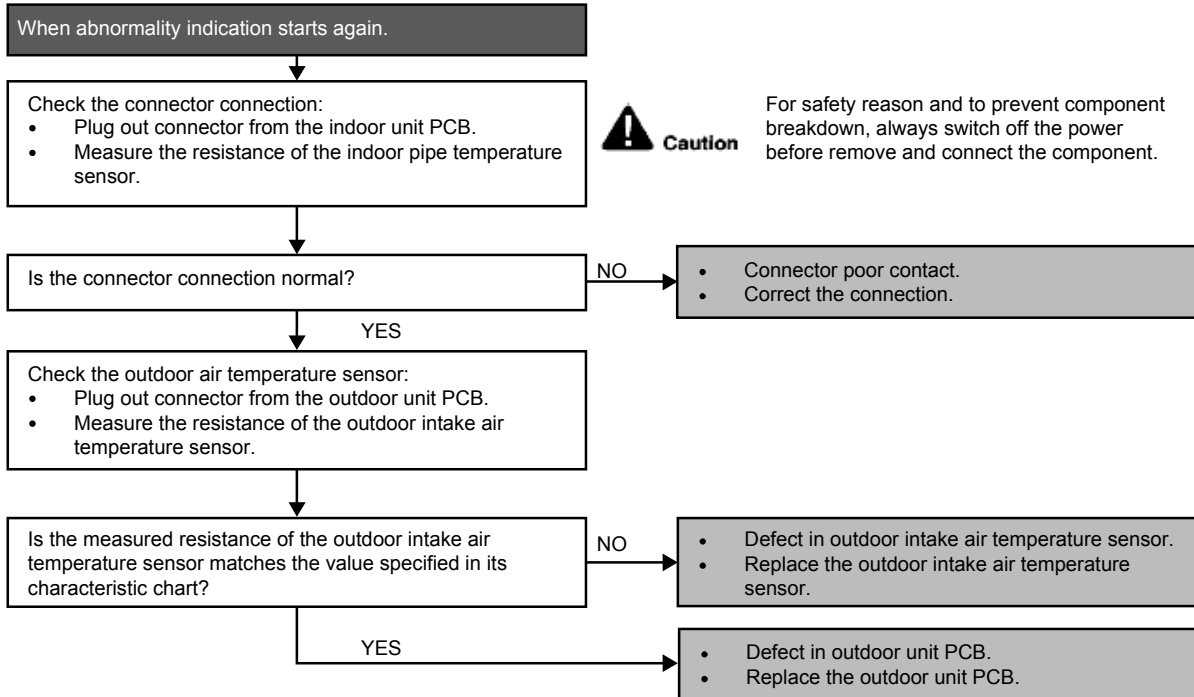 When abnormality indication starts again.
Check the connector connection:
• Plug out connector from the indoor unit PCB.
• Measure the resistance of the indoor pipe temperature
sensor.
Caution
For safety reason and to prevent component
breakdown, always switch off the power
before remove and connect the component.
Is the connector connection normal?
NO
• Connector poor contact.
• Correct the connection.
YES
Check the outdoor air temperature sensor:
• Plug out connector from the outdoor unit PCB.
• Measure the resistance of the outdoor intake air
temperature sensor.
Is the measured resistance of the outdoor intake air
temperature sensor matches the value specified in its
characteristic chart?
NO
• Defect in outdoor intake air temperature sensor.
• Replace the outdoor intake air temperature
sensor.
YES
• Defect in outdoor unit PCB.
• Replace the outdoor unit PCB.